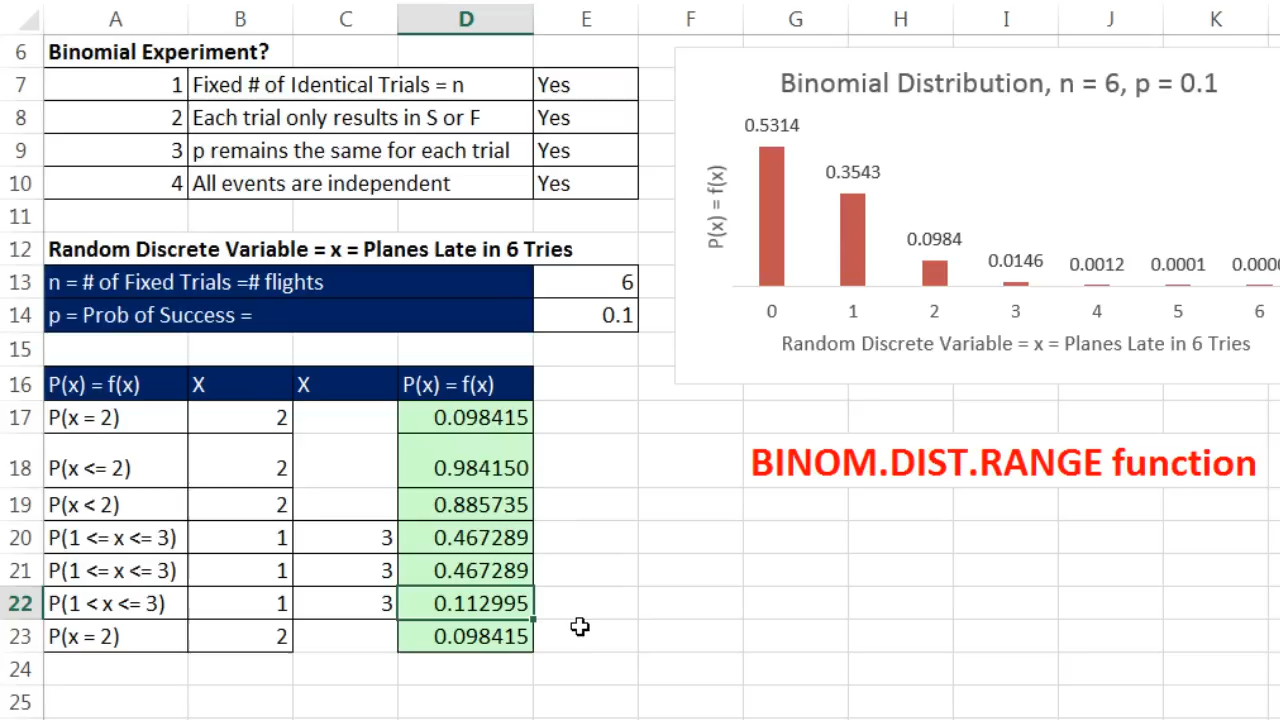 A B C D E F G H I J K
6 Binomial Experiment?
7 1 Fixed # of Identical Trials = n Yes
8 2 Each trial only results in S or F Yes
9 3 p remains the same for each trial Yes
10 4 All events are independent Yes
11
12 Random Discrete Variable = x = Planes Late in 6 Tries
13 n = # of Fixed Trials =# flights 6
14 p = Prob of Success = 0.1
15
16 P(x) = f(x) X X P(x) = f(x)
17 P(x = 2) 2 0.098415
18 P(x <= 2) 2 0.984150
19 P(x < 2) 2 0.885735
20 P(1 <= x <= 3) 1 3 0.467289
21 P(1 <= x <= 3) 1 3 0.467289
22 P(1 < x <= 3) 1 3 0.112995
23 P(x = 2) 2 0.098415
24
25
Binomial Distribution, n = 6, p = 0.1
P(x) = f(x)
0.5314
0.3543
0.0984
0.0146 0.0012 0.0001
0 1 2 3 4 5 6
Random Discrete Variable = x = Planes Late in 6 Tries
BINOM.DIST.RANGE function